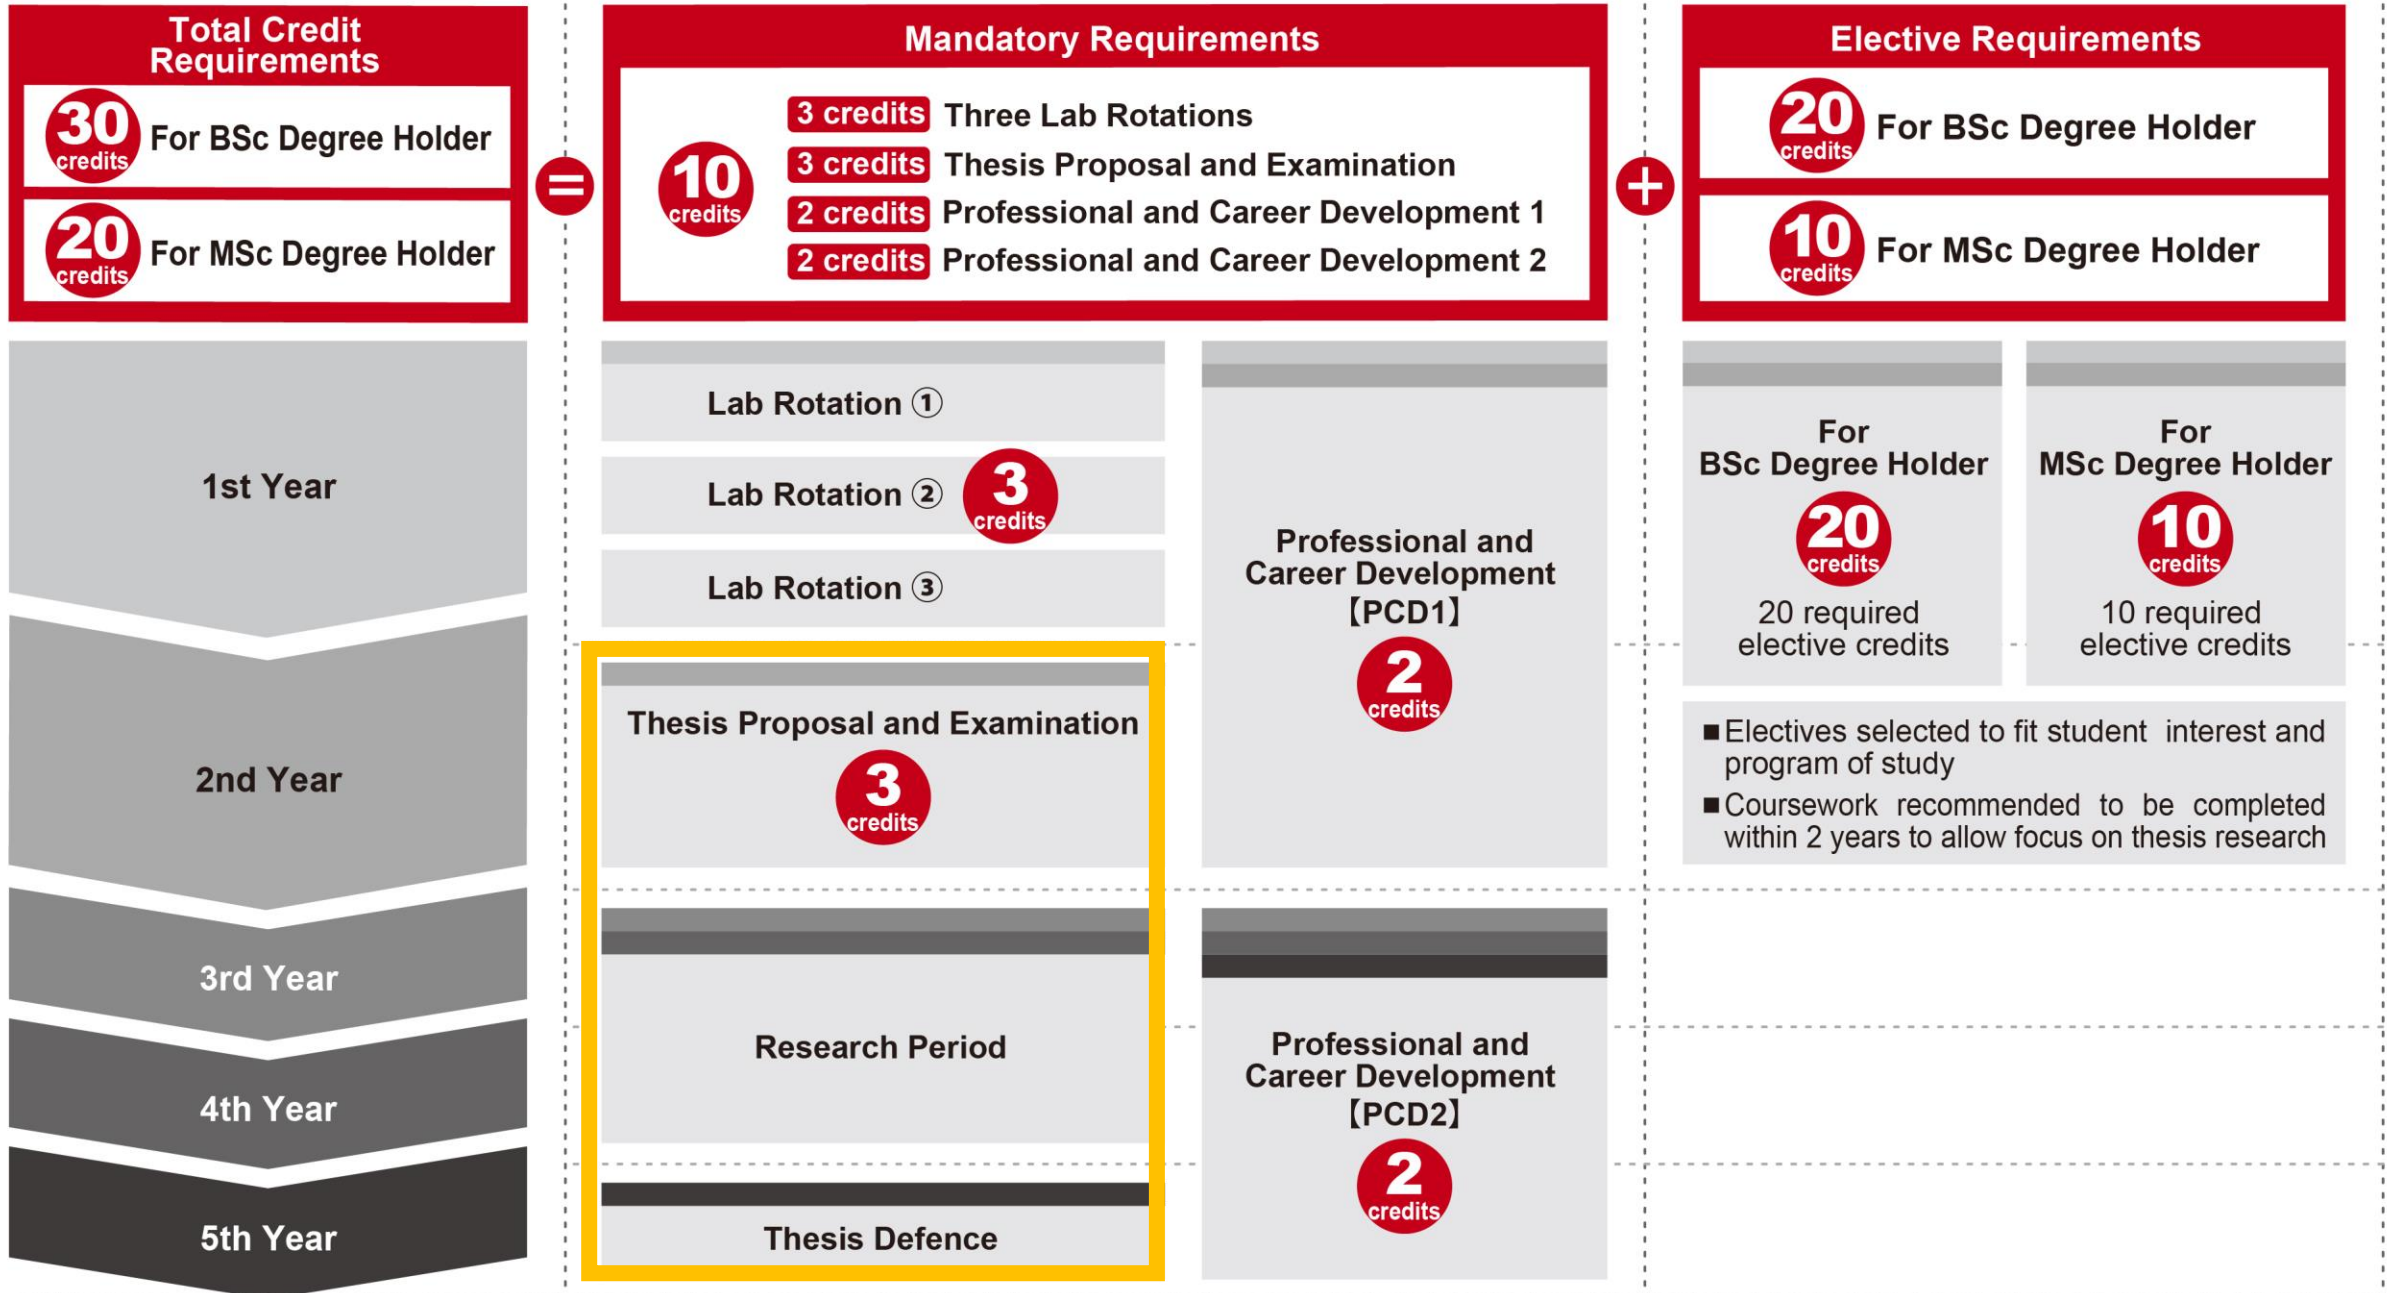 Total Credit
Requirements
30
credits
For BSc Degree Holder
20
credits
For MSc Degree Holder
=
Mandatory Requirements
10
credits
3 credits Three Lab Rotations
3 credits Thesis Proposal and Examination
2 credits Professional and Career Development 1
2 credits Professional and Career Development 2
+
Elective Requirements
20
credits
For BSc Degree Holder
10
credits
For MSc Degree Holder
1st Year
2nd Year
3rd Year
4th Year
5th Year
Lab Rotation ①
Lab Rotation ②
3
credits
Lab Rotation ③
Thesis Proposal and Examination
3
credits
Research Period
Thesis Defence
Professional and
Career Development
【PCD1】
2
credits
Professional and
Career Development
【PCD2】
2
credits
For
BSc Degree Holder
20
credits
20 required
elective credits
For
MSc Degree Holder
10
credits
10 required
elective credits
■Electives selected to fit student interest and
program of study
■Coursework recommended to be completed
within 2 years to allow focus on thesis research